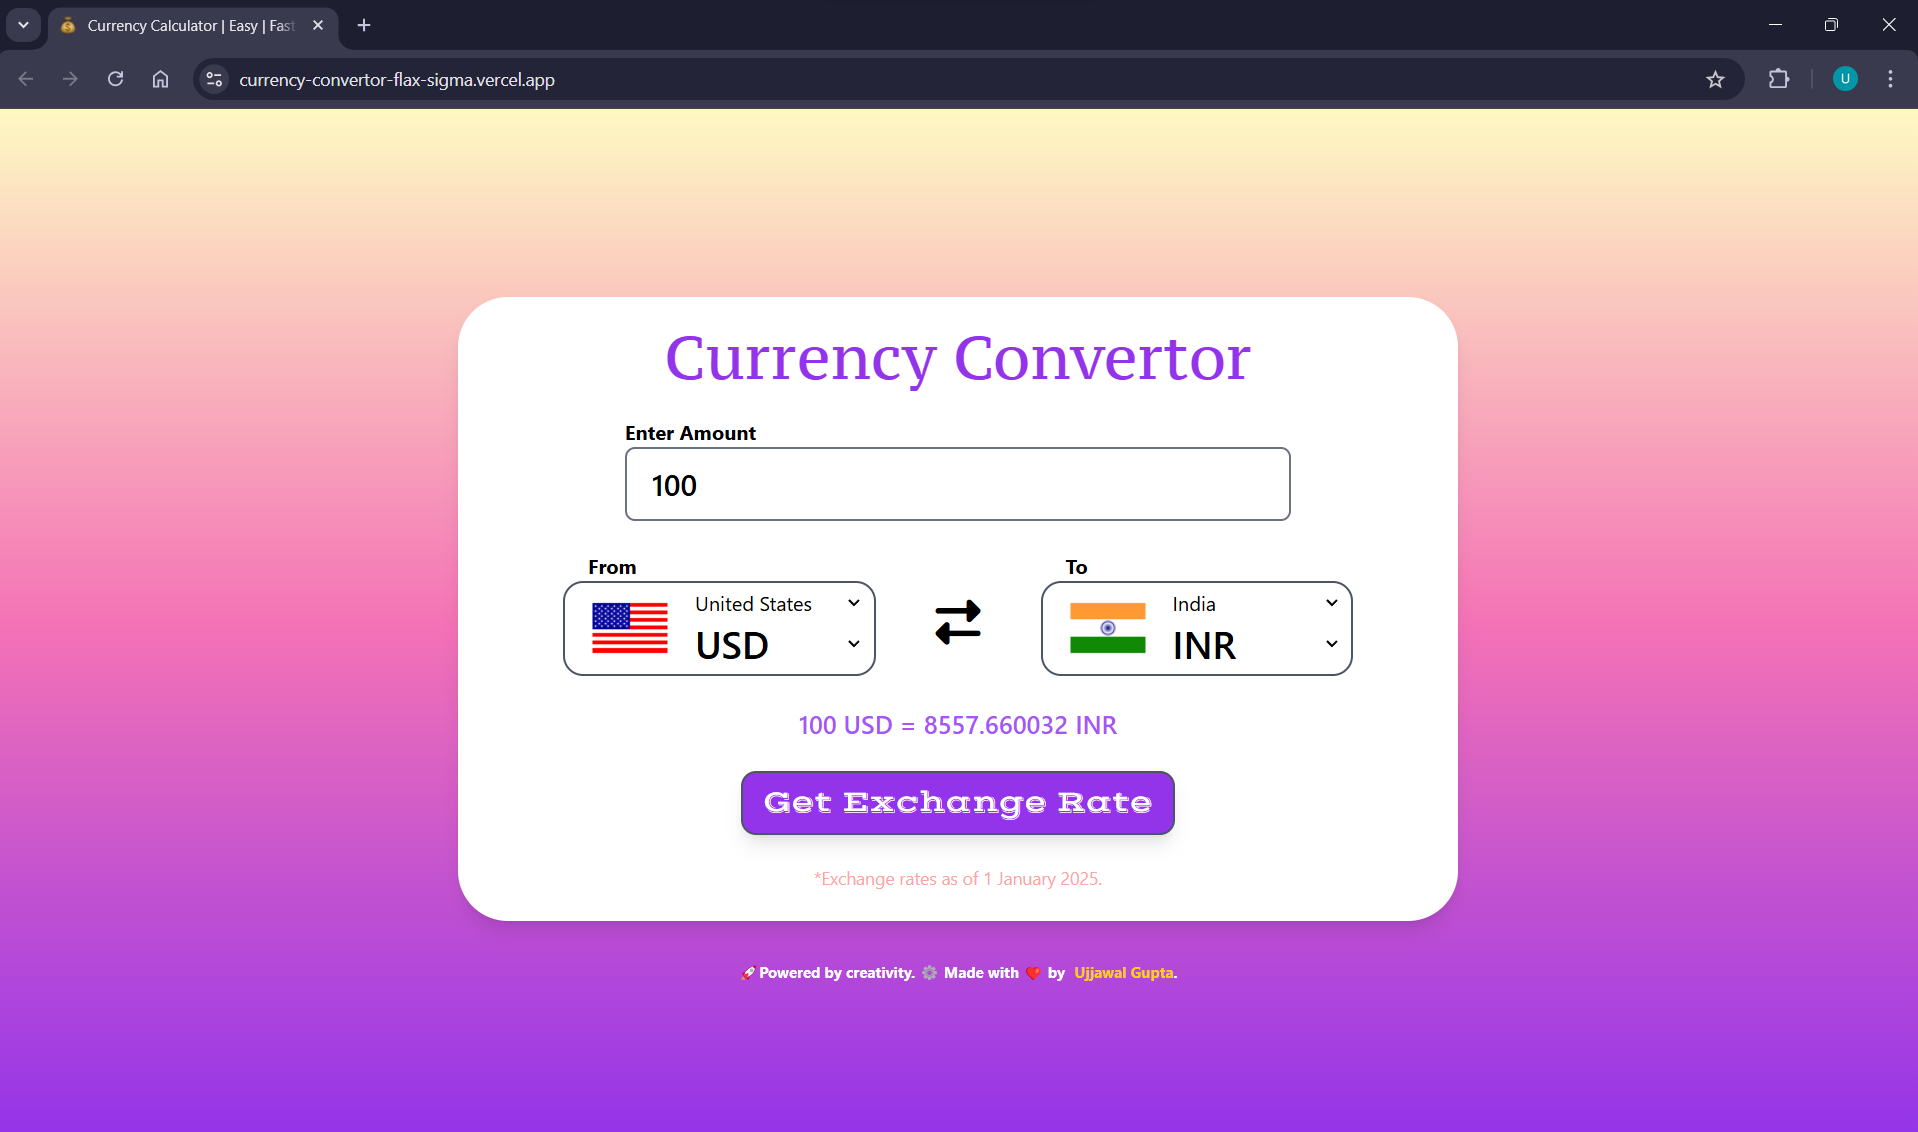 Currency Calculator | Easy | Fast
currency-convertor-flax-sigma.vercel.app
U
Currency Convertor
Enter Amount
100
From
To
United States
USD
India
INR
100 USD = 8557.660032 INR
Get Exchange Rate
*Exchange rates as of 1 January 2025.
🚀Powered by creativity. ⚙️ Made with ❤️ by Ujjawal Gupta.